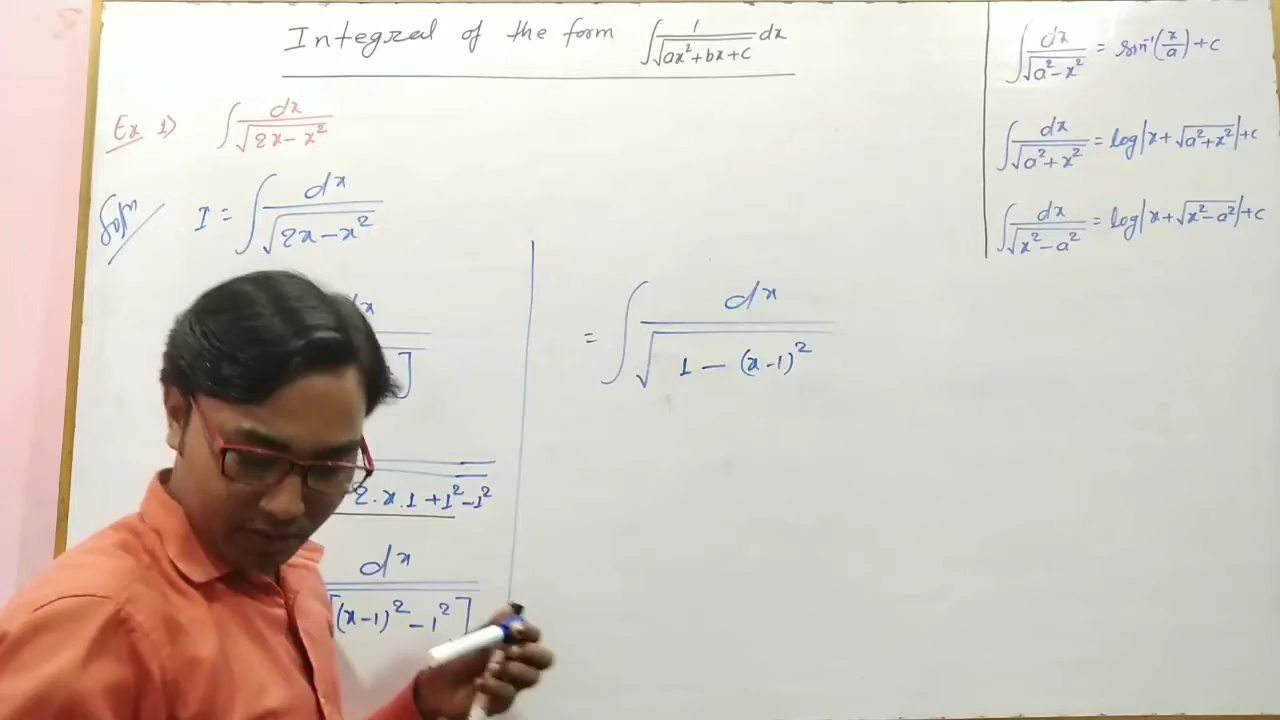 Integral of the form ∫ 1/√(ax²+bx+c) dx
Ex 1) ∫ dx/√(2x-x²)
Soln I = ∫ dx/√(2x-x²)
dx
]
2.x.1+1²-1²
dx
[(x-1)²-1²]
= ∫ dx/√(1-(x-1)²)
∫ dx/√(a²-x²) = sin⁻¹(x/a)+c
∫ dx/√(a²+x²) = log|x+√(a²+x²)|+c
∫ dx/√(x²-a²) = log|x+√(x²-a²)|+c